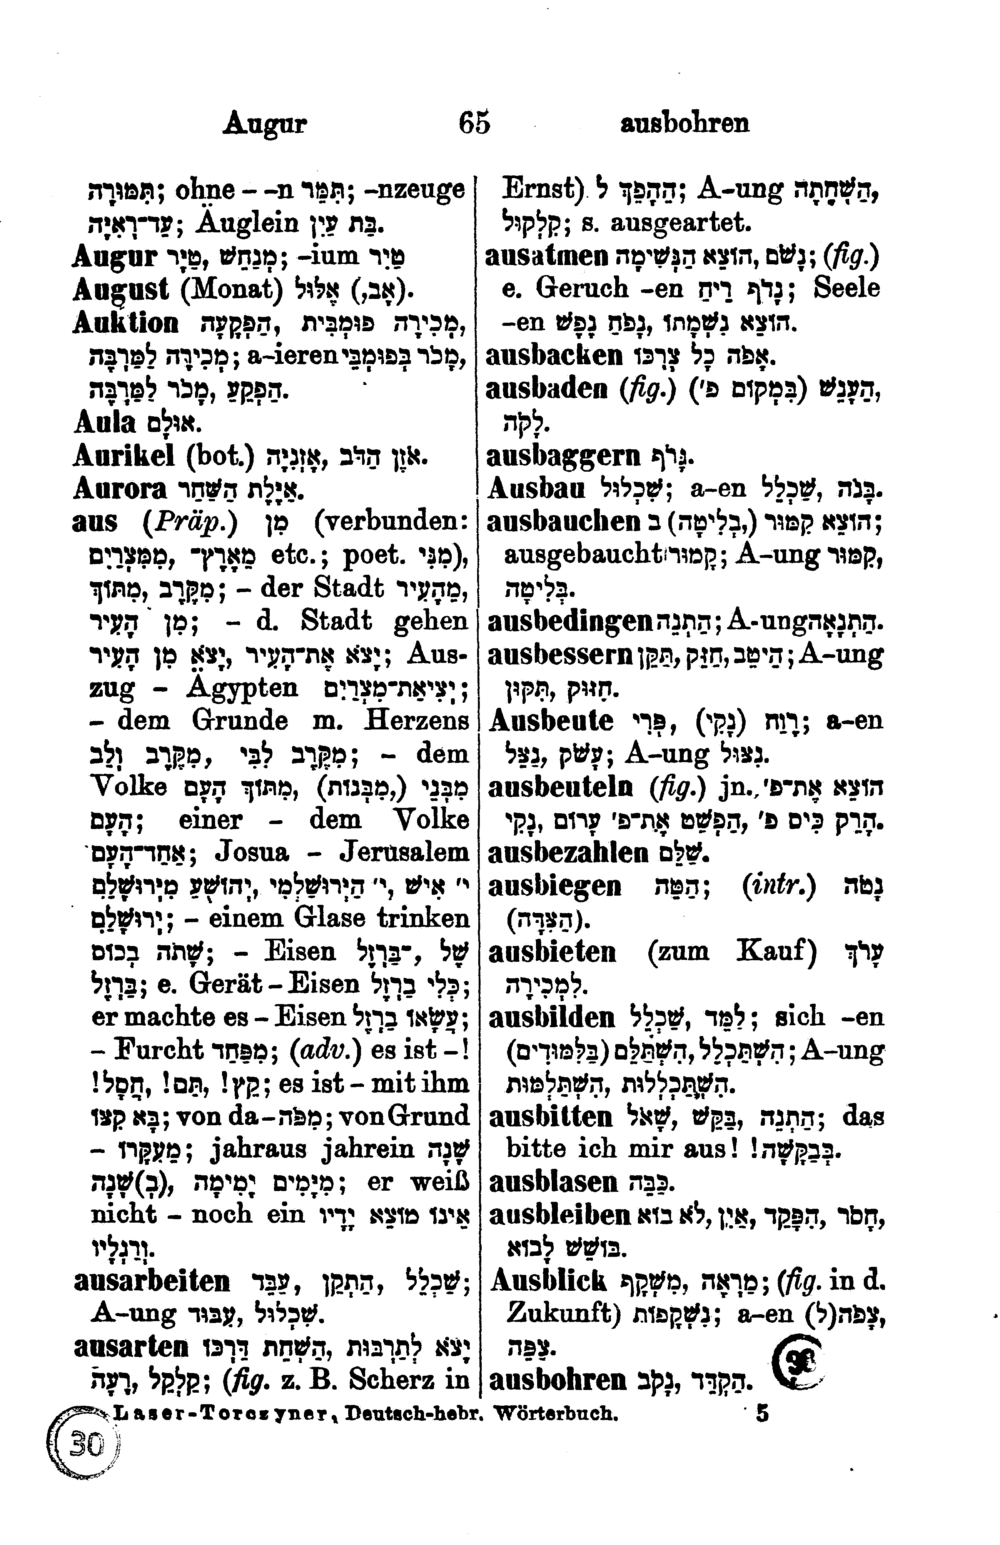 Augur 65 ausbohren
תְּמוּרָה; ohne – –n תַּמֵּר; –nzeuge
עֵד־רְאִיָּה; Äuglein בַּת עַיִן.
Augur מְנַחֵשׁ, טַיָּר; –ium טִיר
August (Monat) אֱלוּל (אָב,).
Auktion מְכִירָה פּוּמְבִּית, הַפְקָעָה,
מְכִירָה לַמַּרְבֶּה; a–ieren מָכֹר בְּפוּמְבֵּי,
הַפְקֵעַ, מָכֹר לַמַּרְבֶּה.
Aula אוּלָם.
Aurikel (bot.) אֹזֶן הַדֹּב, אָזְנִיָּה.
Aurora אַיֶּלֶת הַשַּׁחַר.
aus (Präp.) מִן (verbunden:
מֵאָרֶץ־, מִמִּצְרַיִם etc.; poet. מִנִּי),
מֵהָעִיר, מִקֶּרֶב, מִתּוֹךְ; – der Stadt
מִן הָעִיר; – d. Stadt gehen
יָצֹא אֶת־הָעִיר, יָצֹא מִן הָעִיר; Aus-
zug – Ägypten יְצִיאַת־מִצְרַיִם;
– dem Grunde m. Herzens
מִקֶּרֶב לִבִּי, מִקֶּרֶב וְלֵב; – dem
Volke מִבְּנֵי (מִבְּנוֹת,), מִתּוֹךְ הָעָם
הָעָם; einer – dem Volke
אַחַד־הָעָם; Josua – Jerusalem
י' אִישׁ, י' הַיְרוּשַׁלְמִי, יְהוֹשֻׁעַ מִירוּשָׁלַםִ
יְרוּשָׁלַםִ; – einem Glase trinken
שָׁתֹה בְכוֹס; – Eisen שֶׁל, ־בַּרְזֶל
בַּרְזֶל; e. Gerät – Eisen כְּלִי בַרְזֶל;
er machte es – Eisen עֲשָׂאוֹ בַרְזֶל;
– Furcht מִפַּחַד; (adv.) es ist –!
קֵץ! תַּם! חֲסָל!; es ist – mit ihm
בָּא קִצּוֹ; von da – מִפֹּה; von Grund
– מֵעִקָּרוֹ; jahraus jahrein שָׁנָה
(בְּ)שָׁנָה, מִיָּמִים יָמִימָה; er weiß
nicht – noch ein אֵינוֹ מוֹצֵא יָדָיו
וְרַגְלָיו.
ausarbeiten שַׁכְלֵל, הַתְקֵן, עַבֵּד;
A–ung שִׁכְלוּל, עִבּוּד.
ausarten יָצֹא לְתַרְבּוּת, הַשְׁחֵת דַּרְכּוֹ
רָעָה, קַלְקֵל; (fig. z. B. Scherz in
Ernst) הֵהָפֵךְ לְ; A–ung הַשְׁחָתָה,
קִלְקוּל; s. ausgeartet.
ausatmen נָשֹׁם, הוֹצֵא הַנְּשִׁימָה; (fig.)
e. Geruch –en נָדֹף רֵיחַ; Seele
–en הוֹצֵא נִשְׁמָתוֹ, נָפֹחַ נֶפֶשׁ.
ausbacken אָפֹה כָל צָרְכּוֹ.
ausbaden (fig.) הֵעָנֵשׁ (בִּמְקוֹם פ'),
לָקֹה.
ausbaggern גָּרֹף.
Ausbau שִׁכְלוּל; a–en שַׁכְלֵל, בָּנֹה.
ausbauchen הוֹצֵא קִמּוּר (בְּלִיטָה,) ב;
ausgebaucht קָמוּר; A–ung קִמּוּר,
בְּלִיטָה.
ausbedingen הַתְנֵה; A–ung הַתְנָאָה.
ausbessern הֵיטֵב, חַזֵּק, תַּקֵּן; A–ung
חִזּוּק, תִּקּוּן.
Ausbeute רֶוַח (נָקִי), פְּרִי; a–en
עָשֹׁק, נַצֵּל; A–ung נִצּוּל.
ausbeuteln (fig.) jn., הוֹצֵא אֶת־פ'
הָרֵק כִּיס פ', הַפְשֵׁט אֶת־פ' עָרוֹם, נָקִי.
ausbezahlen שַׁלֵּם.
ausbiegen הַטֵּה; (intr.) נָטֹה
(הַצִּדָּה).
ausbieten (zum Kauf) עָרֹךְ
לִמְכִירָה.
ausbilden לַמֵּד, שַׁכְלֵל; sich –en
הִשְׁתַּכְלֵל, הִשְׁתַּלֵּם (בַּלִּמּוּדִים); A–ung
הִשְׁתַּכְלְלוּת, הִשְׁתַּלְּמוּת.
ausbitten שָׁאֹל, בַּקֵּשׁ, הַתְנֵה; das
bitte ich mir aus! בְּבַקָּשָׁה!.
ausblasen כַּבֵּה.
ausbleiben חָסֹר, הִפָּקֵד, אַיִן, לֹא בוֹא,
בּוֹשֵׁשׁ לָבוֹא.
Ausblick מַרְאֶה, מִשְׁקָף; (fig. in d.
Zukunft) נִשְׁקָפוֹת; a–en צָפֹה(לְ),
צַפֵּה.
ausbohren הַקְדֵּר, נָקֹב.
Laser-Torczyner, Deutsch-hebr. Wörterbuch. 5
30